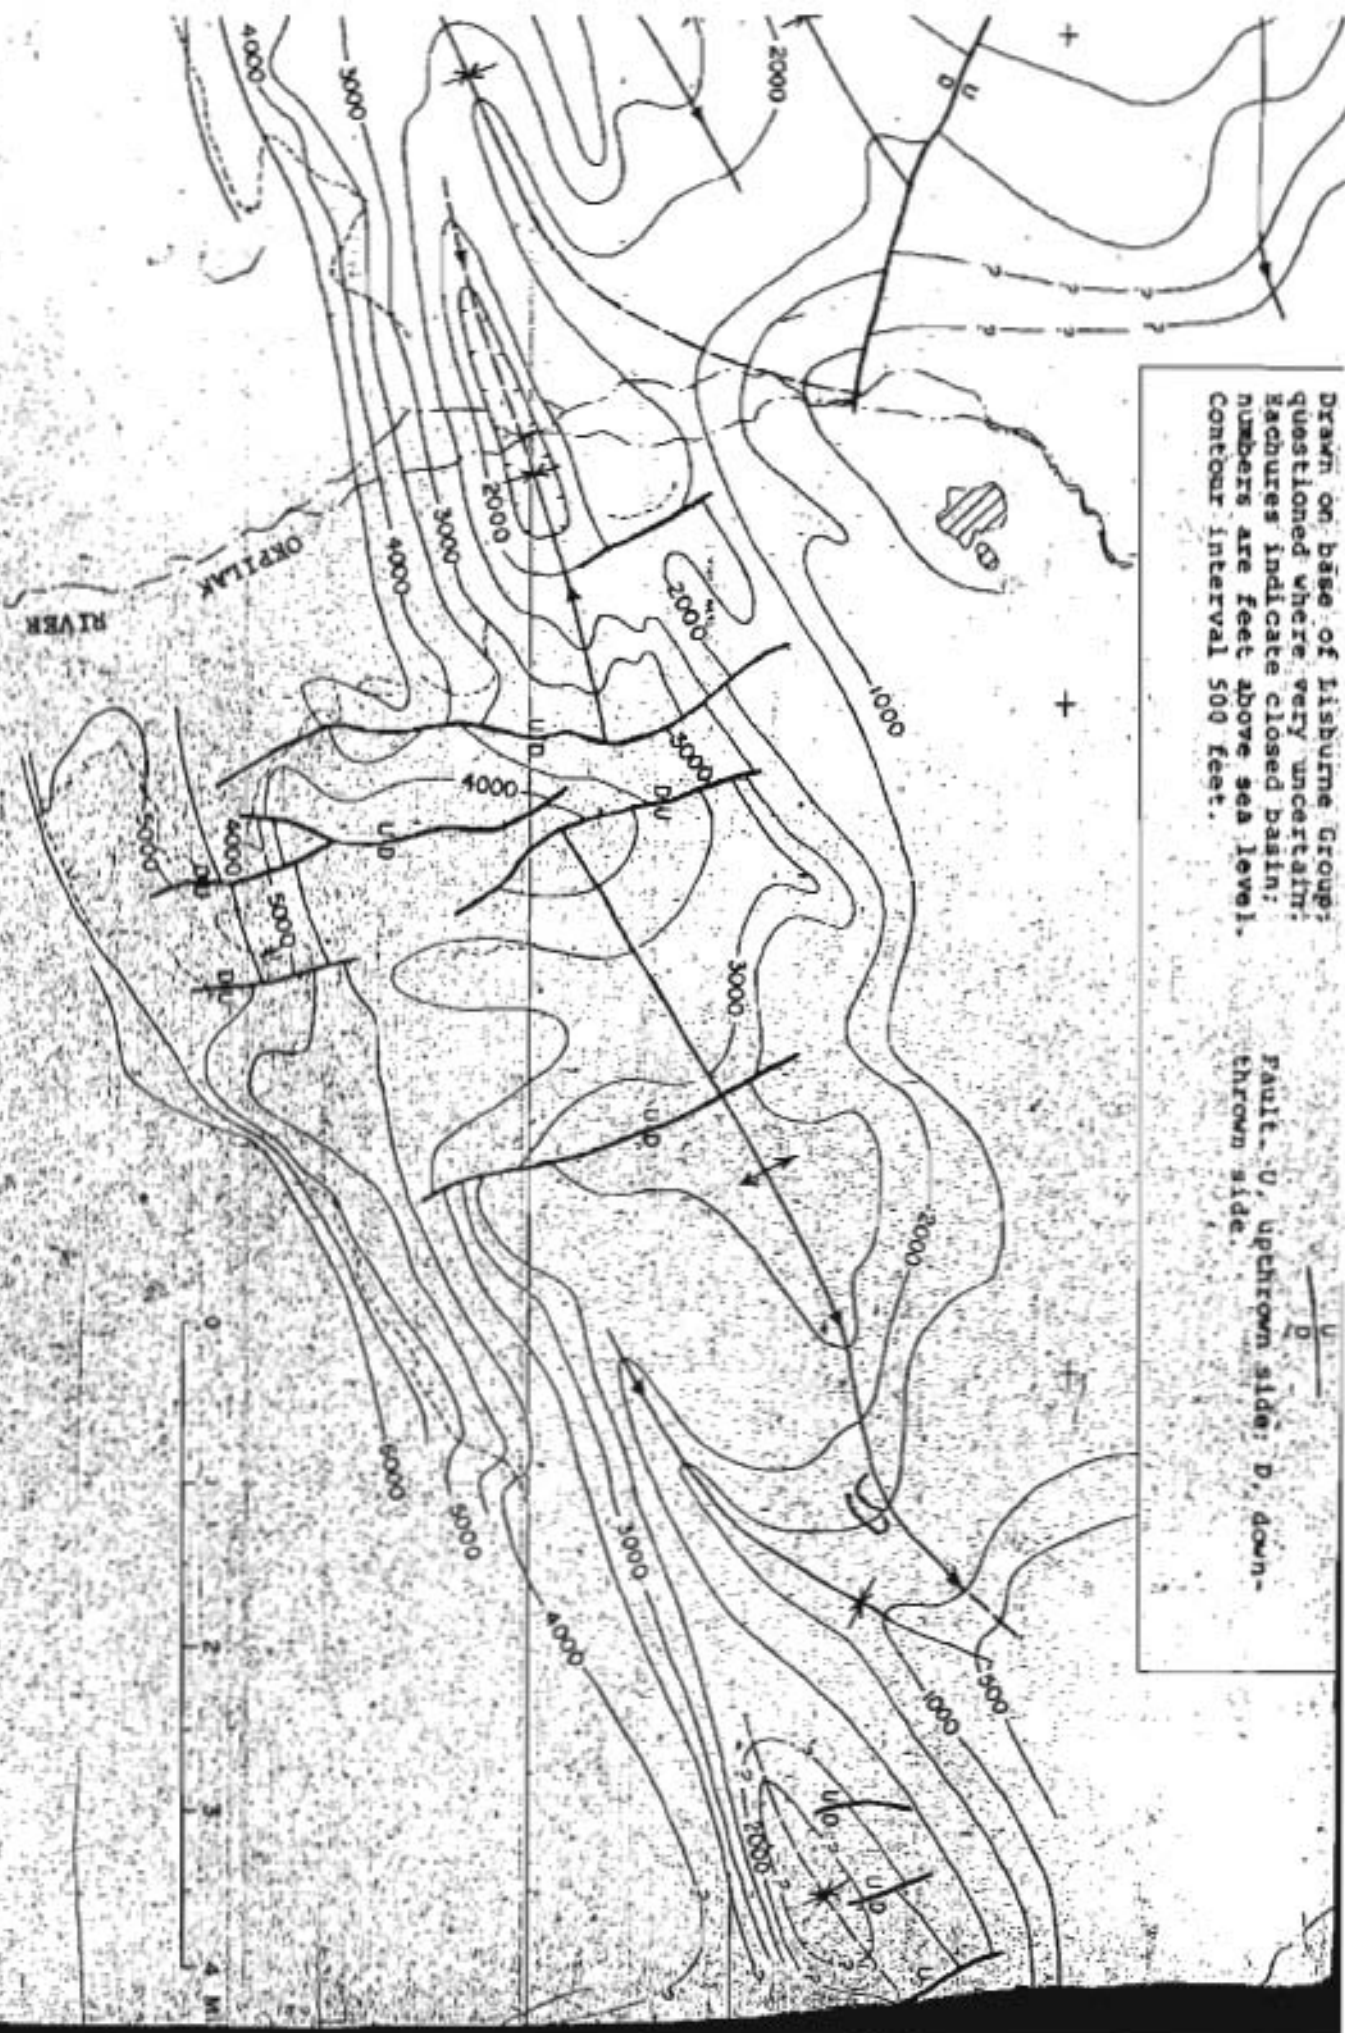 Drawn on base of Lisburne Group;
questioned where very uncertain;
Hachures indicate closed basin;
numbers are feet above sea level.
Contour interval 500 feet.
U
D
Fault. U, upthrown side; D, down-
thrown side.
4000
3000
2000
U
D
2000
3000
4000
OKPILAK
RIVER
2000
1000
3000
U D
4000
D U
U D
5000
4000
D U
5000
D U
3000
U D
2000
6000
5000
3000
4000
500
1000
2000
U D
U D
U
0
1
2
3
4 M